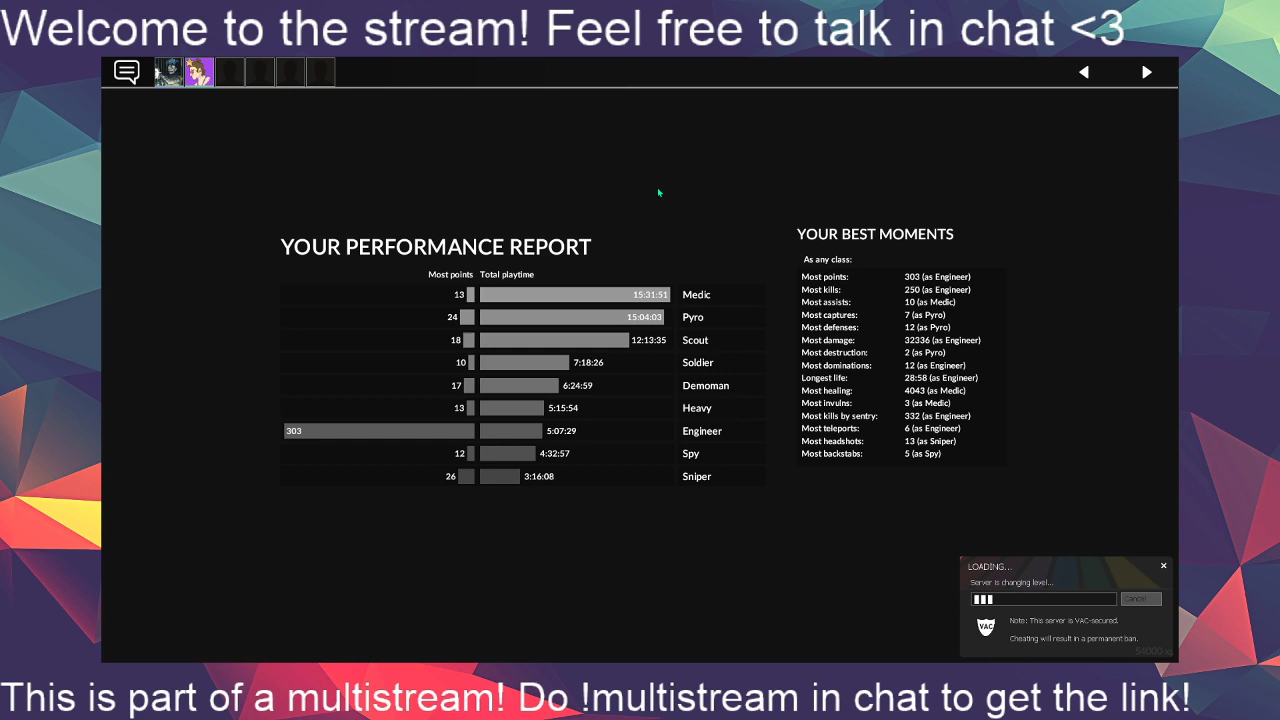 Welcome to the stream! Feel free to talk in chat <3
YOUR PERFORMANCE REPORT
Most points Total playtime
13 15:31:51 Medic
24 15:04:03 Pyro
18 12:13:35 Scout
10 7:18:26 Soldier
17 6:24:59 Demoman
13 5:15:54 Heavy
303 5:07:29 Engineer
12 4:32:57 Spy
26 3:16:08 Sniper
YOUR BEST MOMENTS
As any class:
Most points: 303 (as Engineer)
Most kills: 250 (as Engineer)
Most assists: 10 (as Medic)
Most captures: 7 (as Pyro)
Most defenses: 12 (as Pyro)
Most damage: 32336 (as Engineer)
Most destruction: 2 (as Pyro)
Most dominations: 12 (as Engineer)
Longest life: 28:58 (as Engineer)
Most healing: 4043 (as Medic)
Most invulns: 3 (as Medic)
Most kills by sentry: 332 (as Engineer)
Most teleports: 6 (as Engineer)
Most headshots: 13 (as Sniper)
Most backstabs: 5 (as Spy)
LOADING...
Server is changing level...
Cancel
VAC
Note: This server is VAC-secured.
Cheating will result in a permanent ban.
This is part of a multistream! Do !multistream in chat to get the link!